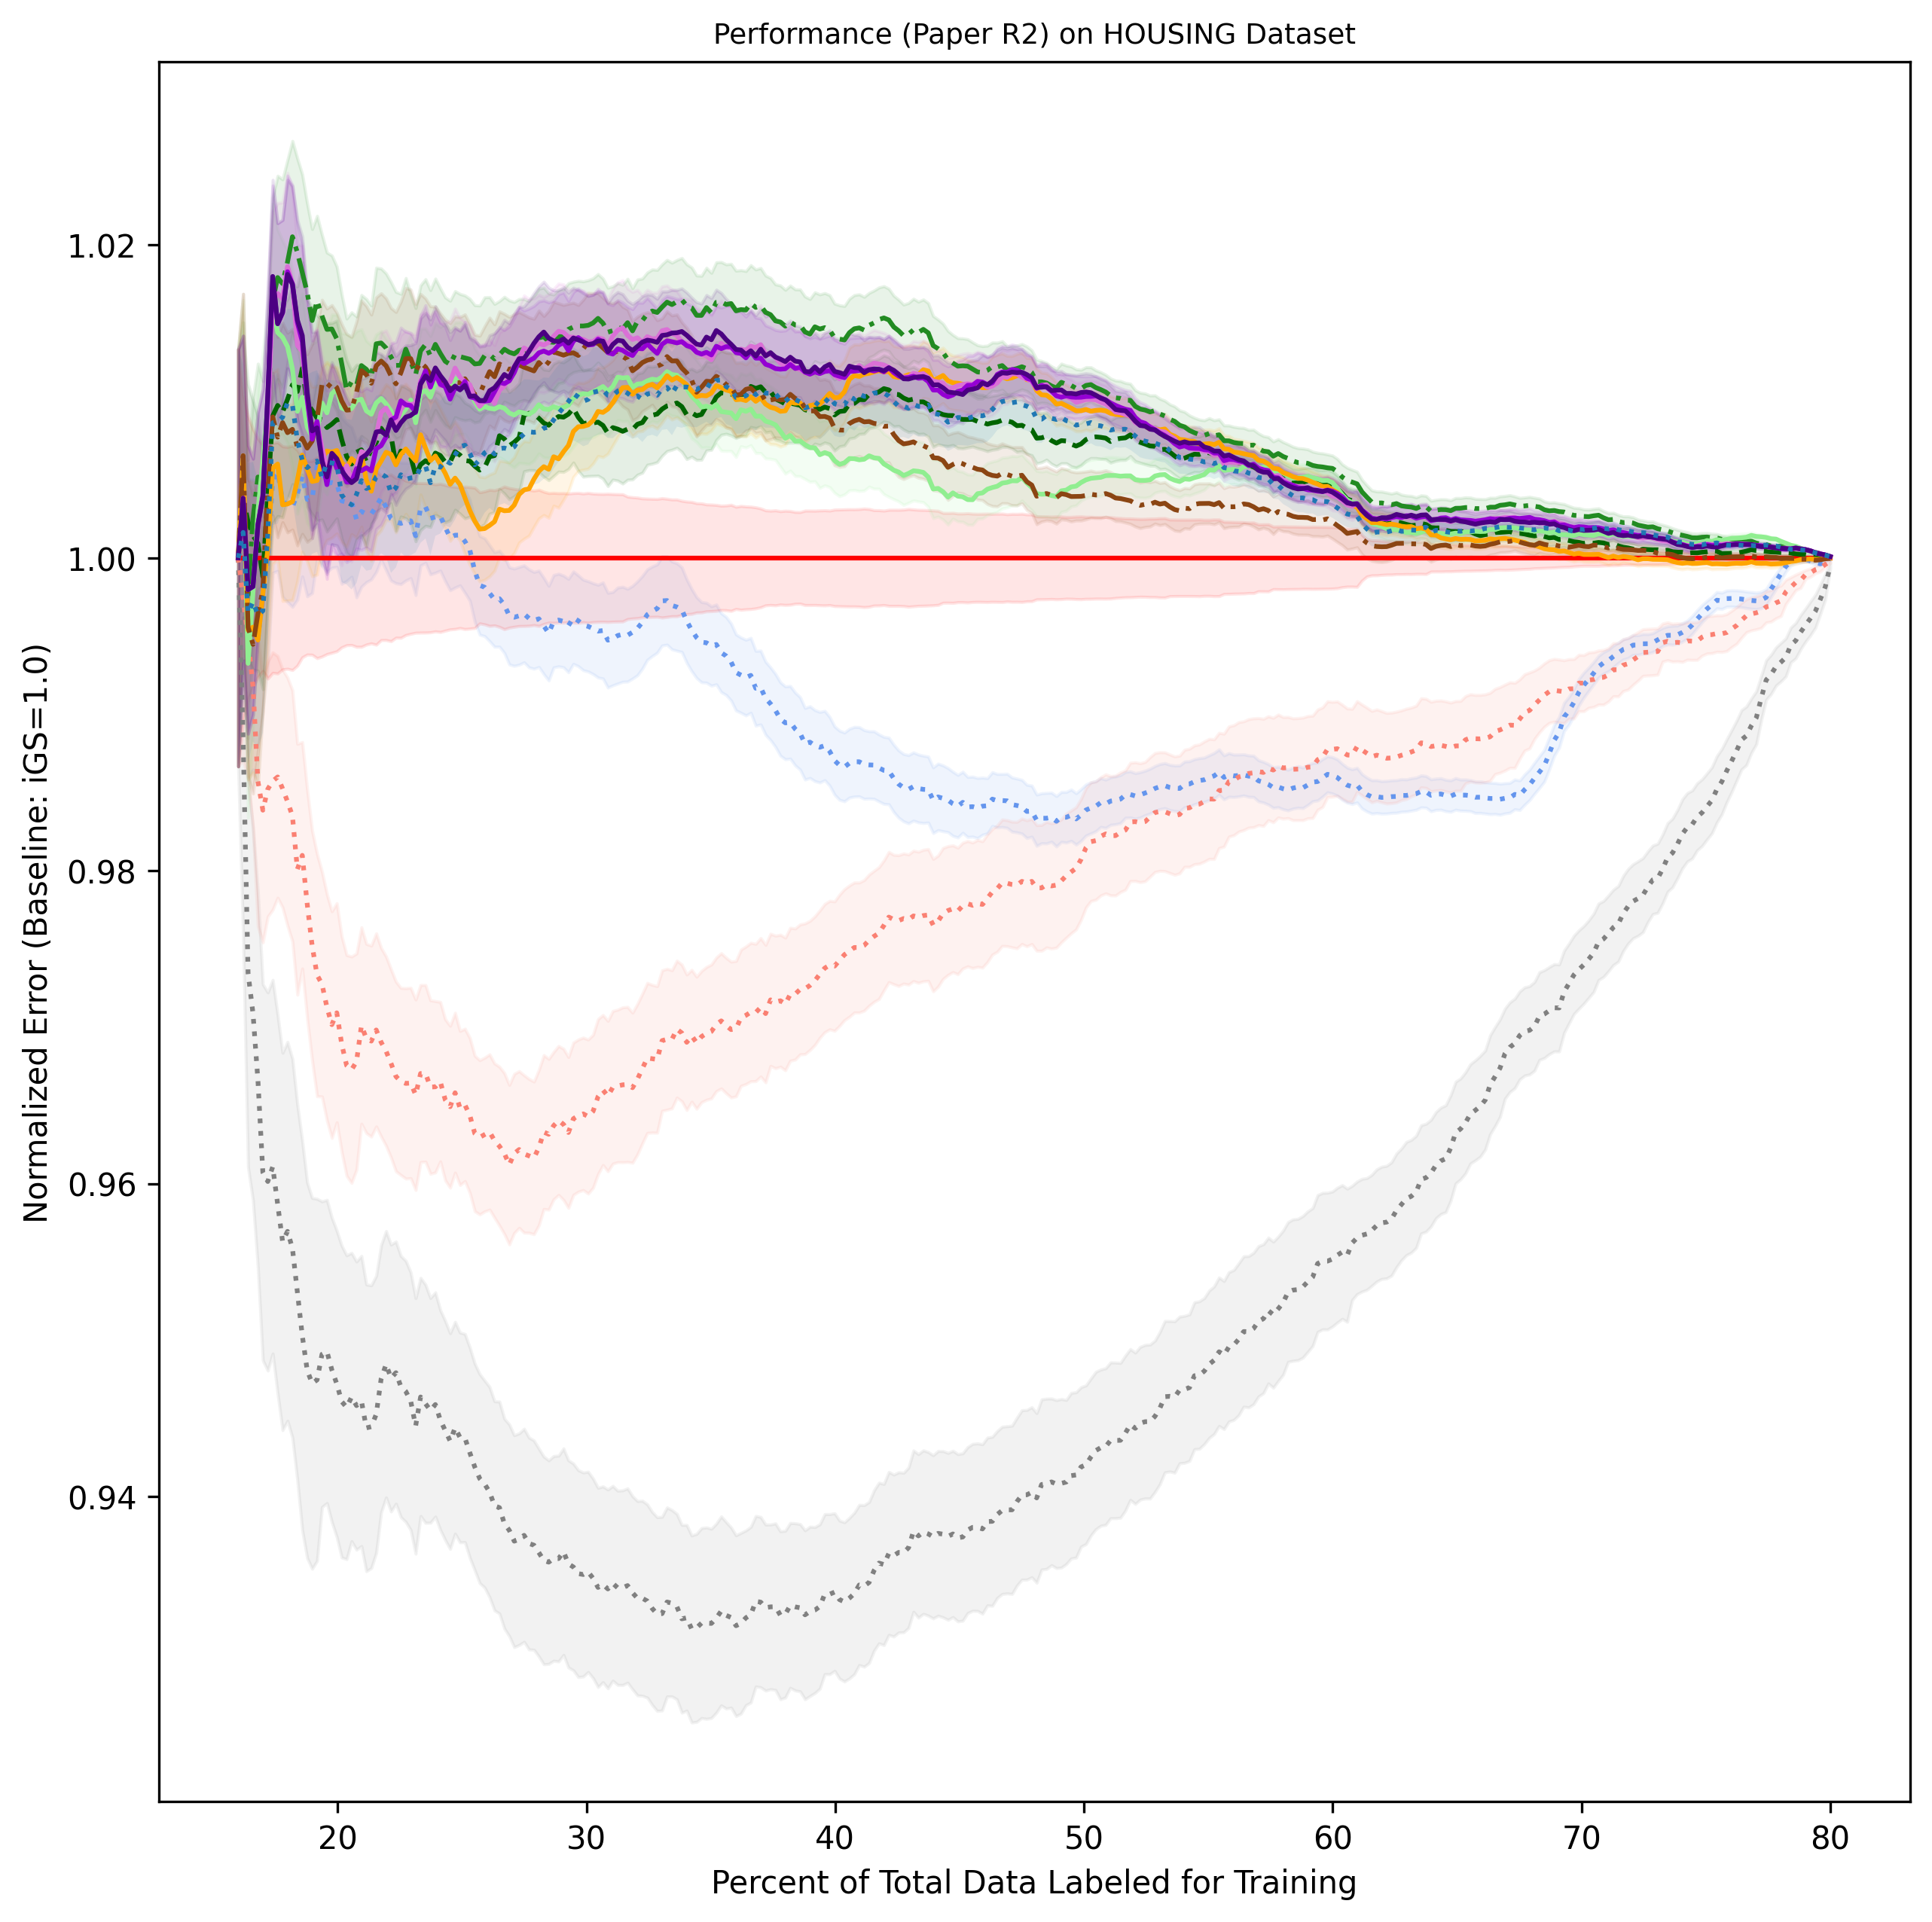 Performance (Paper R2) on HOUSING Dataset
Normalized Error (Baseline: iGS=1.0)
1.02
1.00
0.98
0.96
0.94
20 30 40 50 60 70 80
Percent of Total Data Labeled for Training